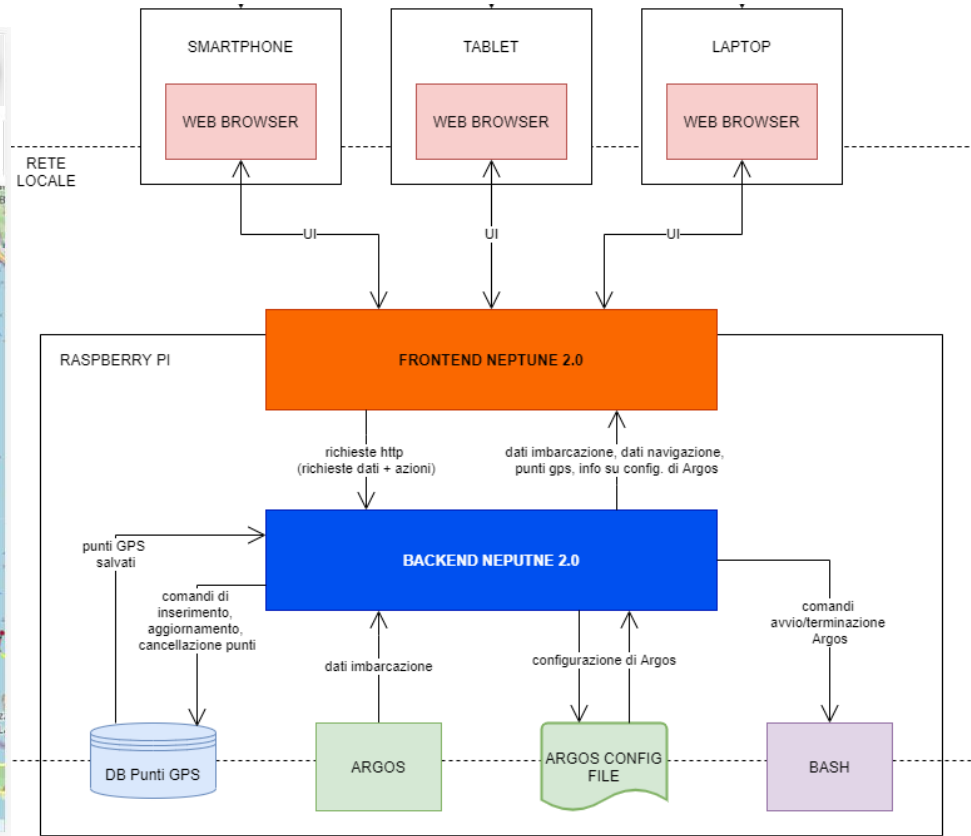 SMARTPHONE
TABLET
LAPTOP
WEB BROWSER
WEB BROWSER
WEB BROWSER
RETE
LOCALE
UI
UI
UI
RASPBERRY PI
FRONTEND NEPTUNE 2.0
richieste http
(richieste dati + azioni)
dati imbarcazione, dati navigazione,
punti gps, info su config. di Argos
BACKEND NEPUTNE 2.0
punti GPS
salvati
comandi di
inserimento,
aggiornamento,
cancellazione punti
dati imbarcazione
configurazione di Argos
comandi
avvio/terminazione
Argos
DB Punti GPS
ARGOS
ARGOS CONFIG
FILE
BASH